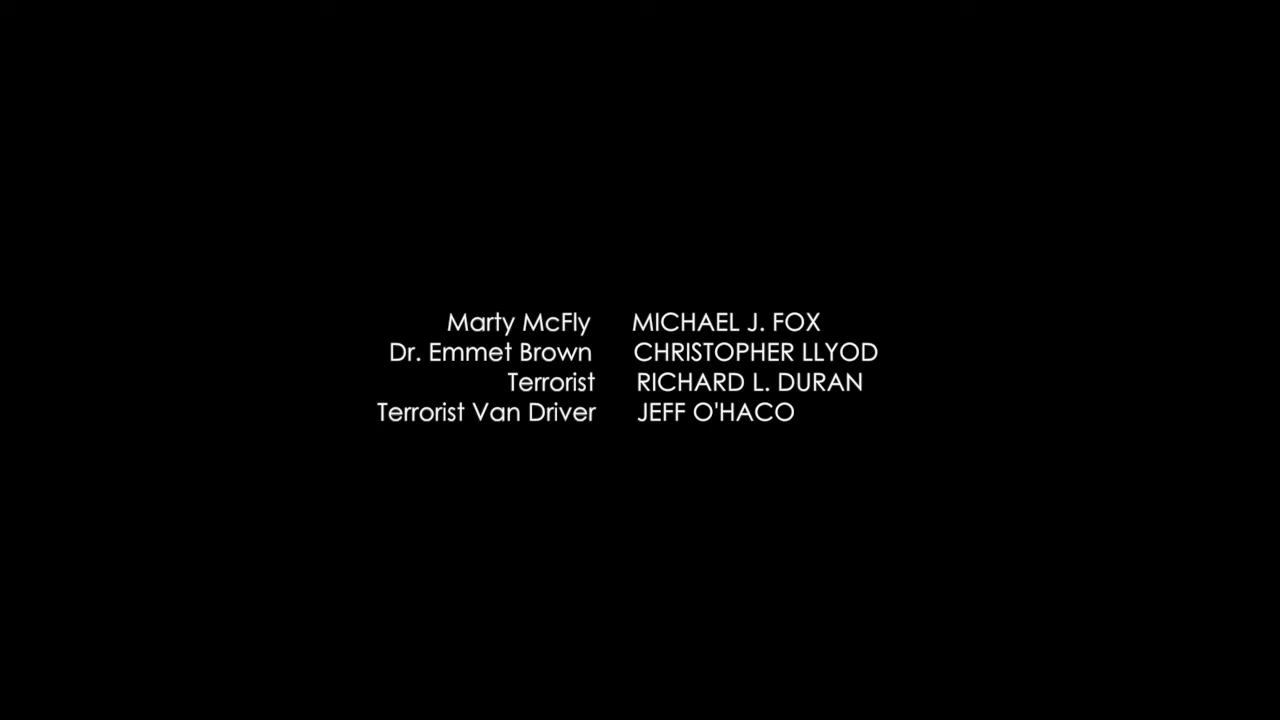 Marty McFly MICHAEL J. FOX
Dr. Emmet Brown CHRISTOPHER LLYOD
Terrorist RICHARD L. DURAN
Terrorist Van Driver JEFF O'HACO